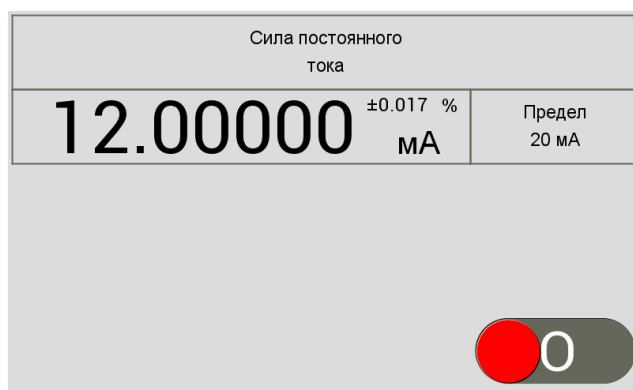 Сила постоянного
тока
12.00000 ±0.017 % мА
Предел
20 мА
O